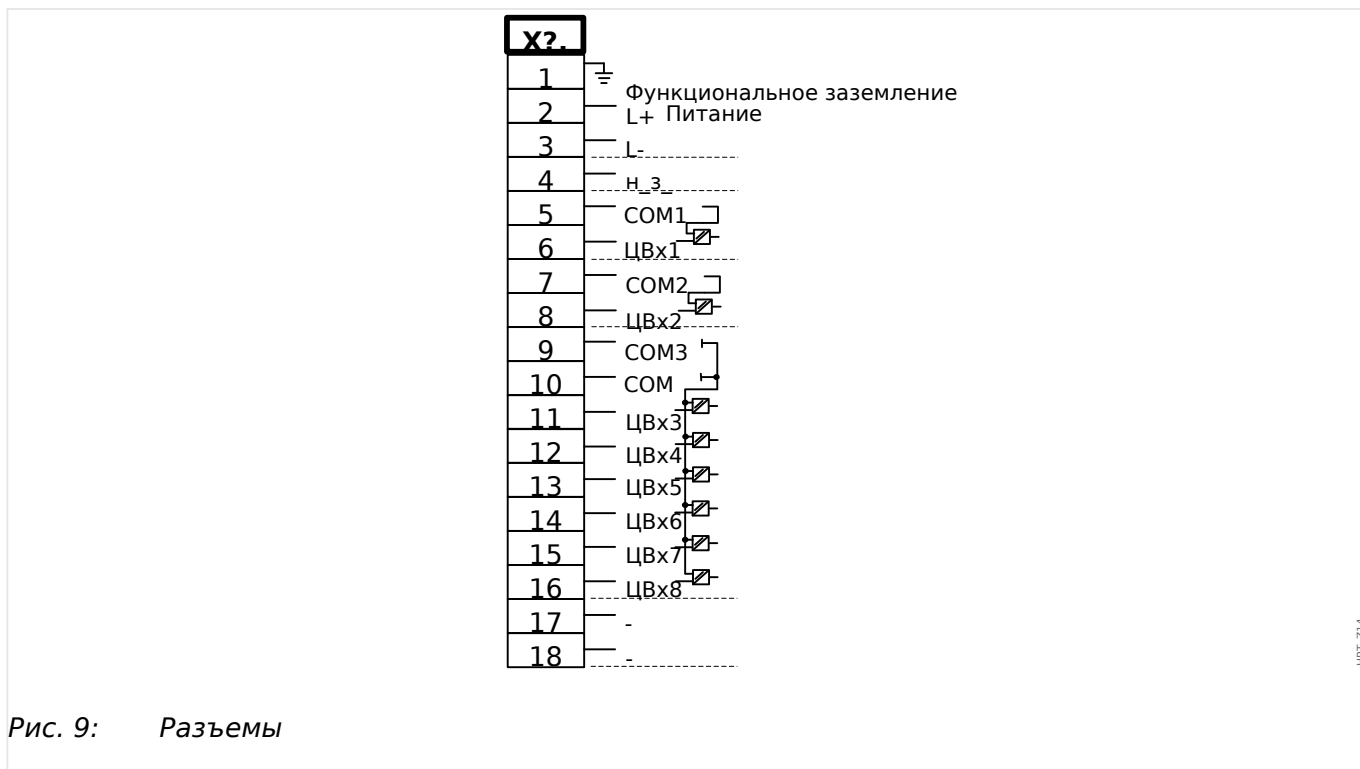 X?.
1
Функциональное заземление
2 L+ Питание
3 L-
4 н_з_
5 COM1
6 ЦВх1
7 COM2
8 ЦВх2
9 COM3
10 COM
11 ЦВх3
12 ЦВх4
13 ЦВх5
14 ЦВх6
15 ЦВх7
16 ЦВх8
17 -
18 -
Рис. 9: Разъемы